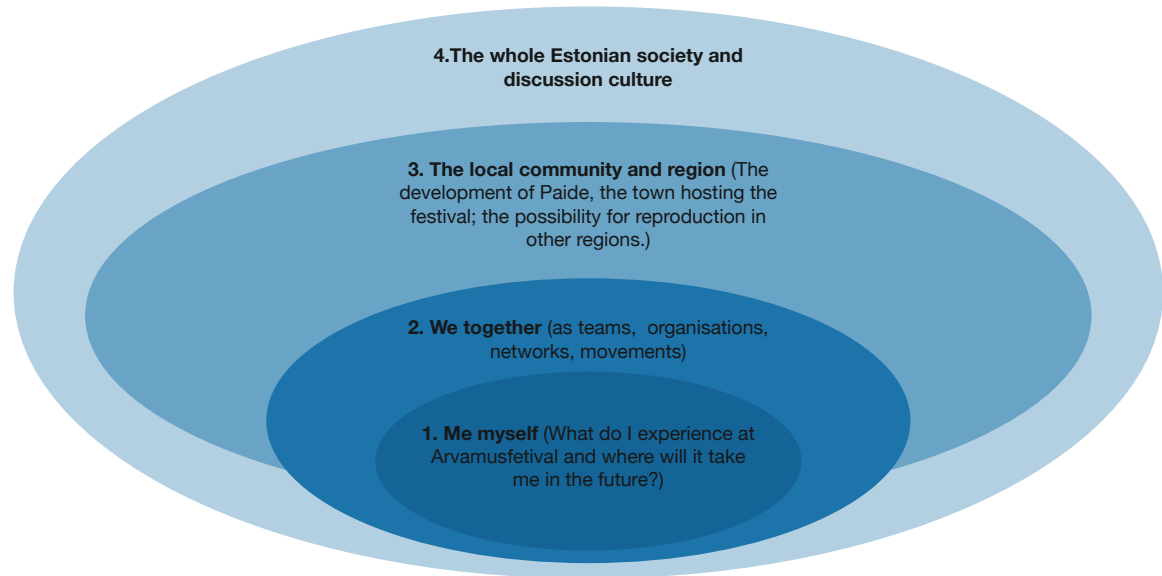 4.The whole Estonian society and
discussion culture
3. The local community and region (The
development of Paide, the town hosting the
festival; the possibility for reproduction in
other regions.)
2. We together (as teams, organisations,
networks, movements)
1. Me myself (What do I experience at
Arvamusfetival and where will it take
me in the future?)